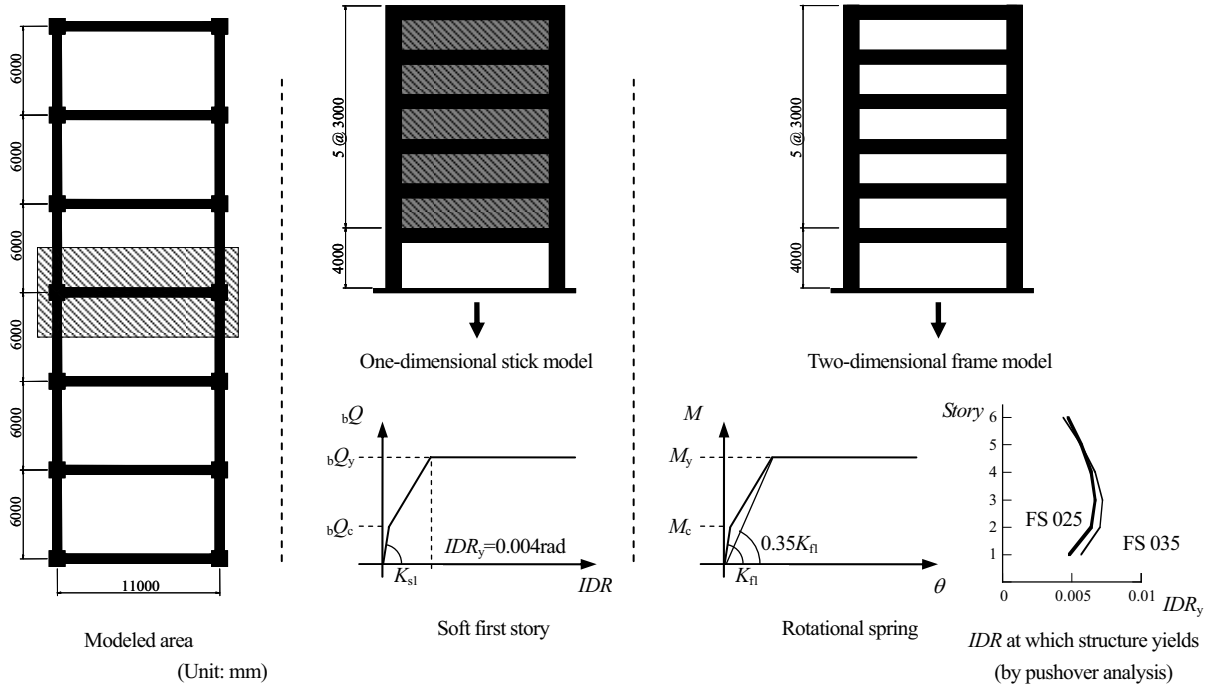 6000
6000
6000
6000
6000
6000
11000
Modeled area
(Unit: mm)
5 @ 3000
4000
One-dimensional stick model
bQ
bQy
bQc
IDRy=0.004rad
Ks1
IDR
Soft first story
5 @ 3000
4000
Two-dimensional frame model
M
My
Mc
0.35Kf1
Kf1
θ
Rotational spring
Story
6
5
4
3
2
1
FS 025
FS 035
0
0.005
0.01
IDRy
IDR at which structure yields
(by pushover analysis)